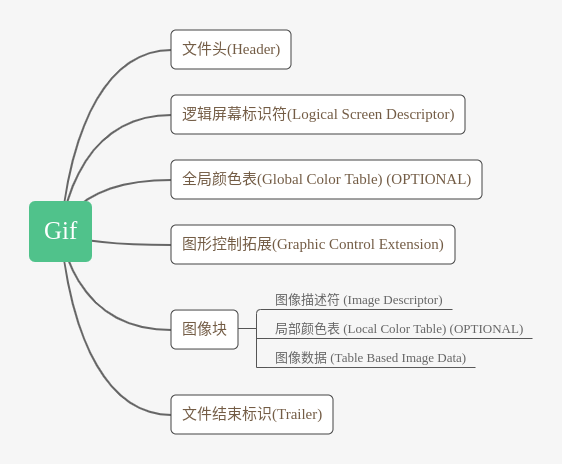 文件头(Header)
逻辑屏幕标识符(Logical Screen Descriptor)
全局颜色表(Global Color Table) (OPTIONAL)
Gif
图形控制拓展(Graphic Control Extension)
图像块
图像描述符 (Image Descriptor)
局部颜色表 (Local Color Table) (OPTIONAL)
图像数据 (Table Based Image Data)
文件结束标识(Trailer)